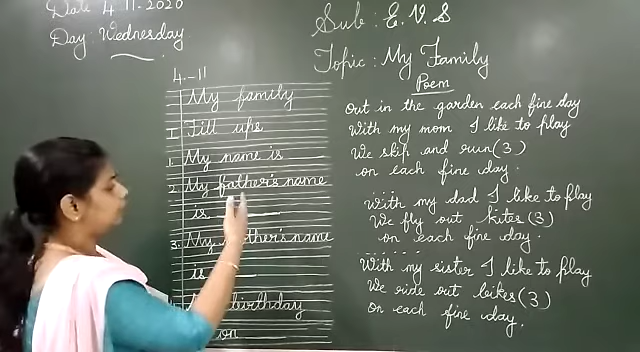 Date 4.11.2020
Day: Wednesday
Sub : E.V.S
Topic : My Family
4.-11
My family
I Fill ups
1. My name is
2. My father's name
is
3. My mother's name
is
birthday
on
Poem
out in the garden each fine day
With my mom I like to play
We skip and run (3)
on each fine day.
With my dad I like to play
We fly out kites (3)
on each fine day.
With my sister I like to play
We ride out bikes (3)
on each fine day.